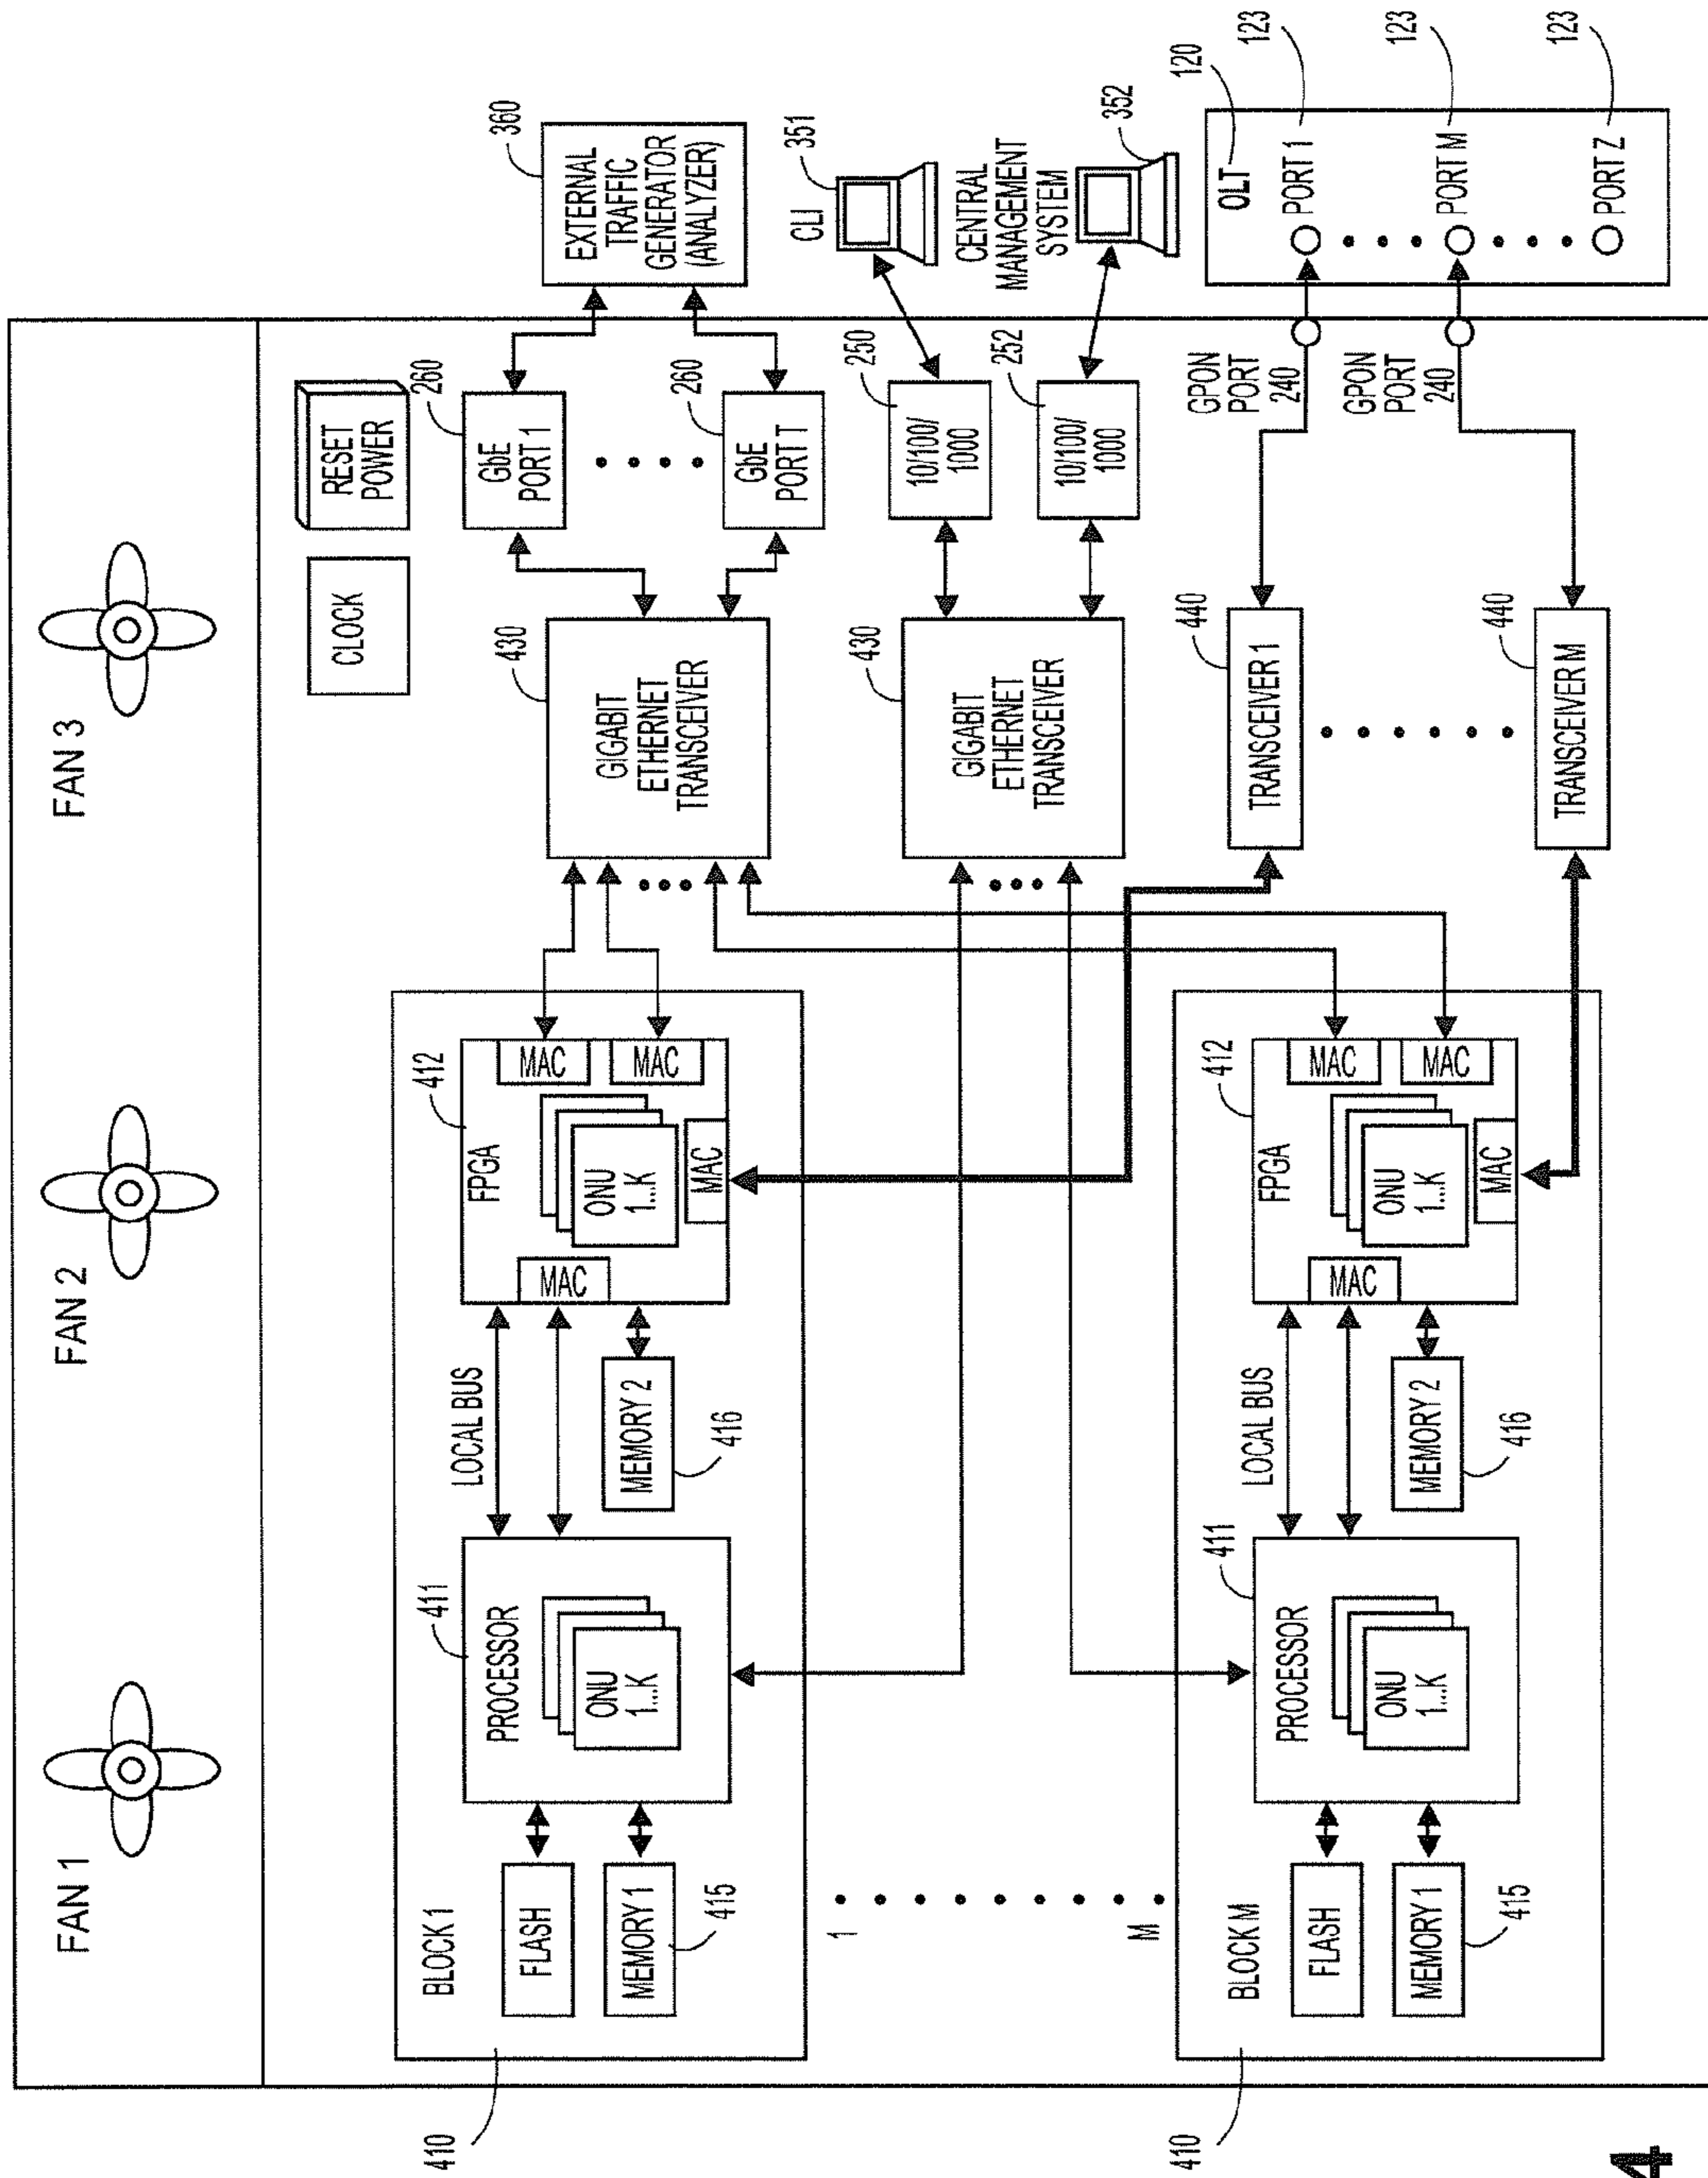 FAN 1
FAN 2
FAN 3
CLOCK
RESET
POWER
410
BLOCK 1
FLASH
MEMORY 1
415
411
PROCESSOR
ONU
1...K
LOCAL BUS
MEMORY 2
416
412
FPGA
MAC
ONU
1...K
MAC
MAC
MAC
430
GIGABIT
ETHERNET
TRANSCEIVER
260
GbE
PORT 1
260
GbE
PORT T
360
EXTERNAL
TRAFFIC
GENERATOR
(ANALYZER)
1
M
430
GIGABIT
ETHERNET
TRANSCEIVER
250
10/100/
1000
252
10/100/
1000
CLI
351
CENTRAL
MANAGEMENT
SYSTEM
352
410
BLOCK M
FLASH
MEMORY 1
415
411
PROCESSOR
ONU
1...K
LOCAL BUS
MEMORY 2
416
412
FPGA
MAC
ONU
1...K
MAC
MAC
MAC
440
TRANSCEIVER 1
440
TRANSCEIVER M
GPON
PORT
240
GPON
PORT
240
OLT
120
PORT 1
123
PORT M
123
PORT Z
123
4